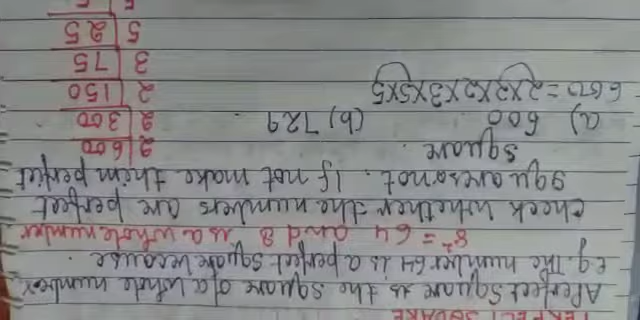 PERFECT SQUARE
A Perfect Square is the square of a whole number
e.g. The number 64 is a perfect square because
8² = 64 and 8 is a whole number
Check whether the numbers are perfect
squares or not. If not make them perfect
square.
a) 600 (b) 729
600 = 2×2×2×3×5×5
2 600
2 300
2 150
3 75
5 25
5 5